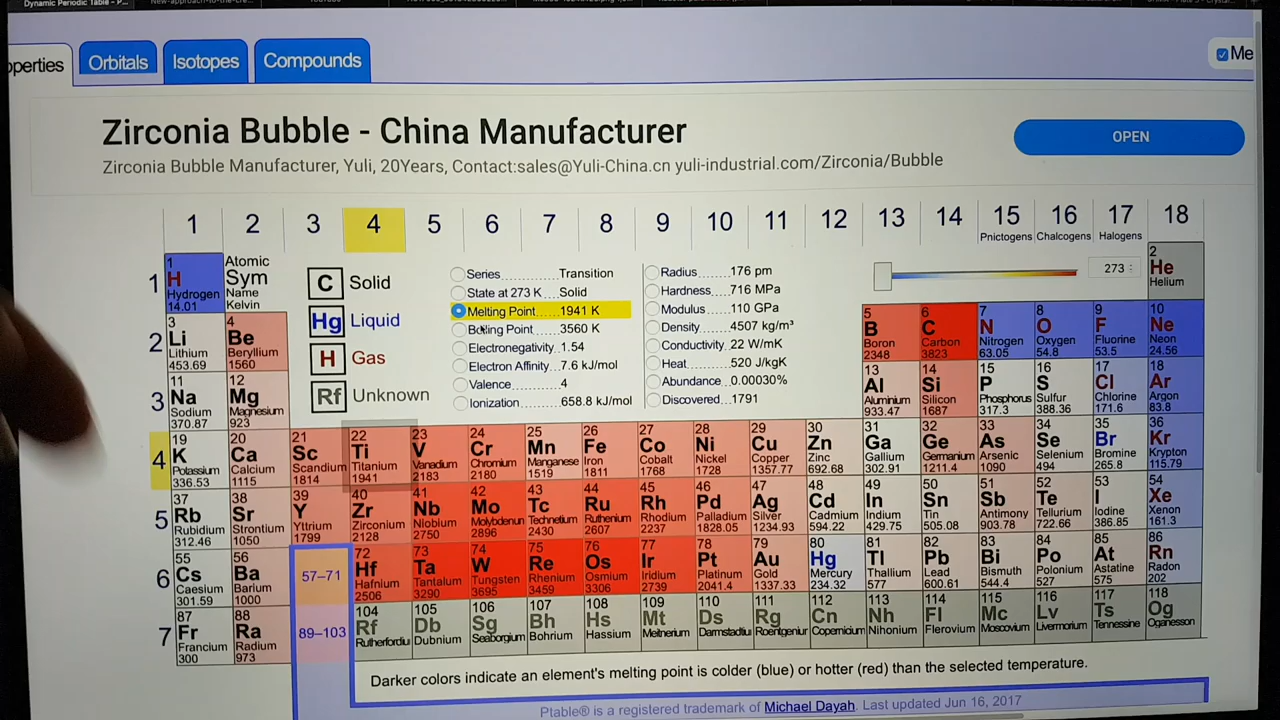 Dynamic Periodic Table - P...
operties Orbitals Isotopes Compounds Me
Zirconia Bubble - China Manufacturer
OPEN
Zirconia Bubble Manufacturer, Yuli, 20Years, Contact:sales@Yuli-China.cn yuli-industrial.com/Zirconia/Bubble
1 2 3 4 5 6 7 8 9 10 11 12 13 14 15 16 17 18
Pnictogens Chalcogens Halogens
Atomic
Sym
Name
Kelvin
C Solid
Hg Liquid
H Gas
Rf Unknown
Series Transition
State at 273 K Solid
Melting Point 1941 K
Boiling Point 3560 K
Electronegativity 1.54
Electron Affinity 7.6 kJ/mol
Valence 4
Ionization 658.8 kJ/mol
Radius 176 pm
Hardness 716 MPa
Modulus 110 GPa
Density 4507 kg/m³
Conductivity 22 W/mK
Heat 520 J/kgK
Abundance 0.00030%
Discovered 1791
273
1
1 2
H He
Hydrogen Helium
14.01
2
3 4 5 6 7 8 9 10
Li Be B C N O F Ne
Lithium Beryllium Boron Carbon Nitrogen Oxygen Fluorine Neon
453.69 1560 2348 3823 63.05 54.8 53.5 24.56
3
11 12 13 14 15 16 17 18
Na Mg Al Si P S Cl Ar
Sodium Magnesium Aluminium Silicon Phosphorus Sulfur Chlorine Argon
370.87 923 933.47 1687 317.3 388.36 171.6 83.8
4
19 20 21 22 23 24 25 26 27 28 29 30 31 32 33 34 35 36
K Ca Sc Ti V Cr Mn Fe Co Ni Cu Zn Ga Ge As Se Br Kr
Potassium Calcium Scandium Titanium Vanadium Chromium Manganese Iron Cobalt Nickel Copper Zinc Gallium Germanium Arsenic Selenium Bromine Krypton
336.53 1115 1814 1941 2183 2180 1519 1811 1768 1728 1357.77 692.68 302.91 1211.4 1090 494 265.8 115.79
5
37 38 39 40 41 42 43 44 45 46 47 48 49 50 51 52 53 54
Rb Sr Y Zr Nb Mo Tc Ru Rh Pd Ag Cd In Sn Sb Te I Xe
Rubidium Strontium Yttrium Zirconium Niobium Molybdenun Technetium Ruthenium Rhodium Palladium Silver Cadmium Indium Tin Antimony Tellurium Iodine Xenon
312.46 1050 1799 2128 2750 2896 2430 2607 2237 1828.05 1234.93 594.22 429.75 505.08 903.78 722.66 386.85 161.3
6
55 56 57–71 72 73 74 75 76 77 78 79 80 81 82 83 84 85 86
Cs Ba Hf Ta W Re Os Ir Pt Au Hg Tl Pb Bi Po At Rn
Caesium Barium Hafnium Tantalum Tungsten Rhenium Osmium Iridium Platinum Gold Mercury Thallium Lead Bismuth Polonium Astatine Radon
301.59 1000 2506 3290 3695 3459 3306 2739 2041.4 1337.33 234.32 577 600.61 544.4 527 575 202
7
87 88 89–103 104 105 106 107 108 109 110 111 112 113 114 115 116 117 118
Fr Ra Rf Db Sg Bh Hs Mt Ds Rg Cn Nh Fl Mc Lv Ts Og
Francium Radium Rutherfordiu Dubnium Seaborgium Bohrium Hassium Meitnerium Darmstadtiu Roentgeniur Copernicium Nihonium Flerovium Moscovium Livermorium Tennessine Oganesson
300 973
Darker colors indicate an element's melting point is colder (blue) or hotter (red) than the selected temperature.
Ptable® is a registered trademark of Michael Dayah. Last updated Jun 16, 2017